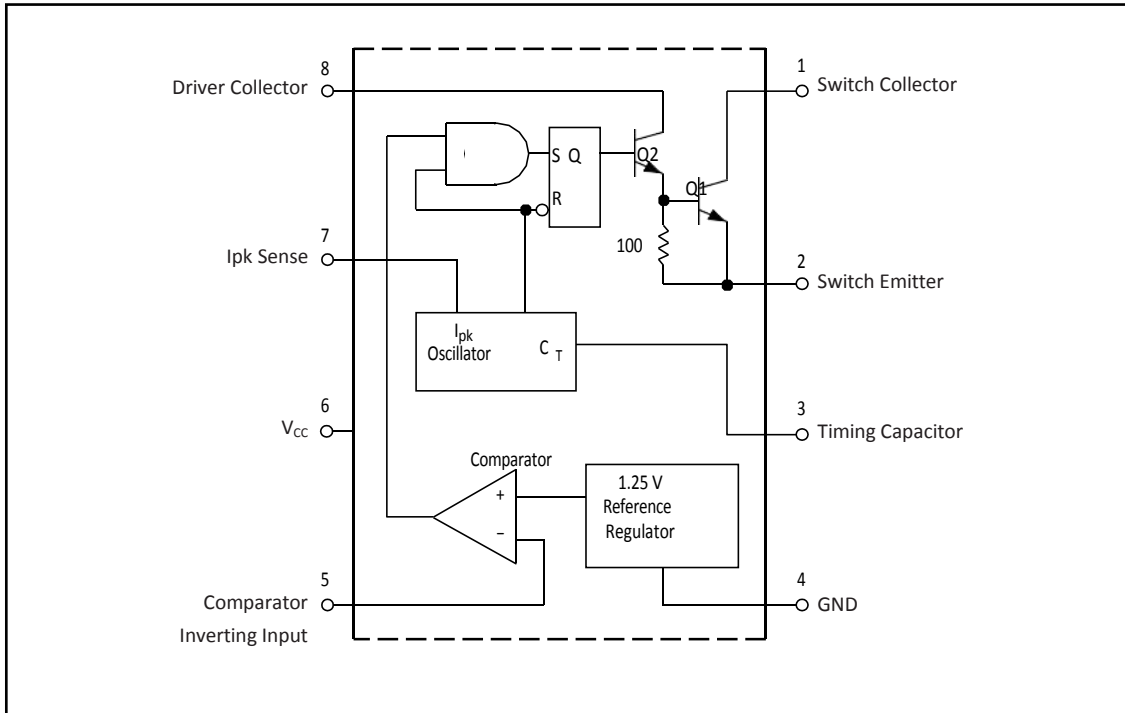 8
Driver Collector
1
Switch Collector
S Q
Q2
R
Q1
100
7
Ipk Sense
2
Switch Emitter
Ipk
Oscillator
C T
6
VCC
3
Timing Capacitor
Comparator
+
−
1.25 V
Reference
Regulator
5
Comparator
Inverting Input
4
GND